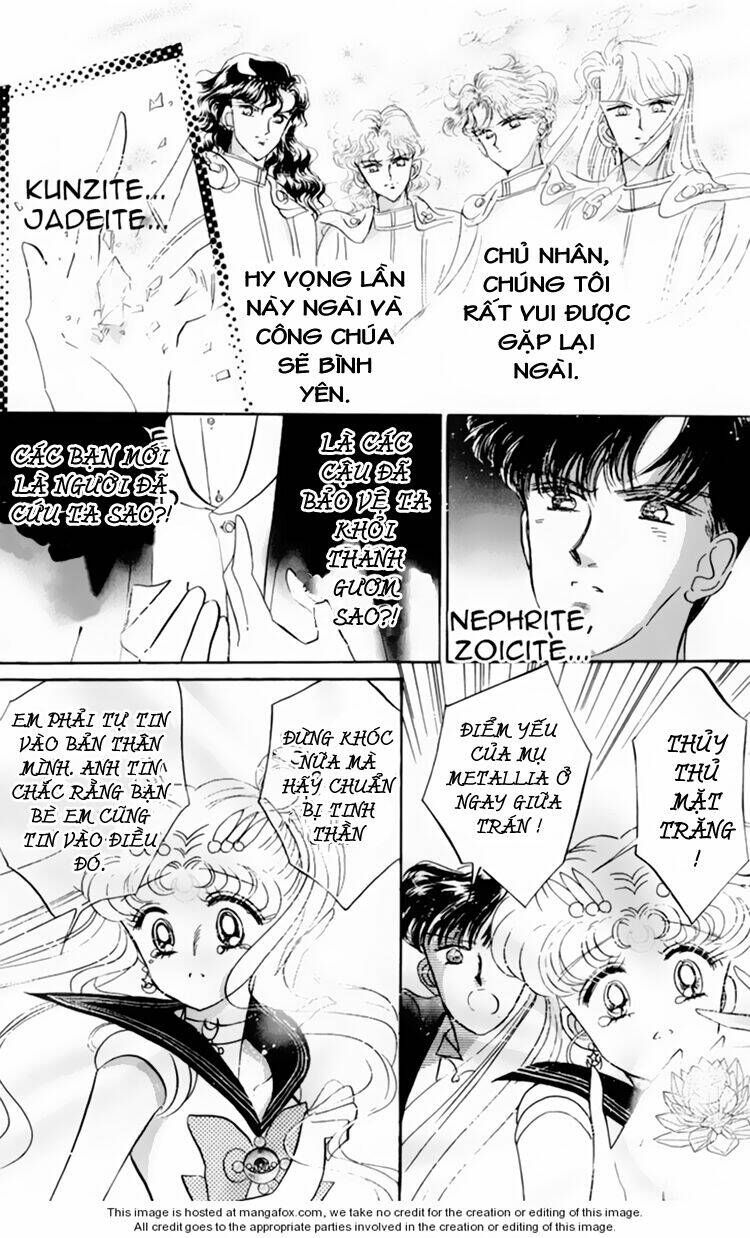 CHỦ NHÂN,
CHÚNG TÔI
RẤT VUI ĐƯỢC
GẶP LẠI
NGÀI.
HY VỌNG LẦN
NÀY NGÀI VÀ
CÔNG CHÚA
SẼ BÌNH
YÊN.
KUNZITE...
JADEITE...
NEPHRITE,
ZOICITE...
LÀ CÁC
CẬU ĐÃ
BẢO VỆ TA
KHỎI
THANH
GƯƠM
SAO?!
CÁC BẠN MỚI
LÀ NGƯỜI ĐÃ
CỨU TA SAO?!
THỦY
THỦ
MẶT
TRĂNG
!
ĐIỂM YẾU
CỦA MỤ
METALLIA Ở
NGAY GIỮA
TRÁN !
ĐỪNG KHÓC
NỮA MÀ
HÃY CHUẨN
BỊ TINH
THẦN
EM PHẢI TỰ TIN
VÀO BẢN THÂN
MÌNH. ANH TIN
CHẮC RẰNG BẠN
BÈ EM CŨNG
TIN VÀO ĐIỀU
ĐÓ.
This image is hosted at mangafox.com, we take no credit for the creation or editing of this image.
All credit goes to the appropriate parties involved in the creation or editing of this image.